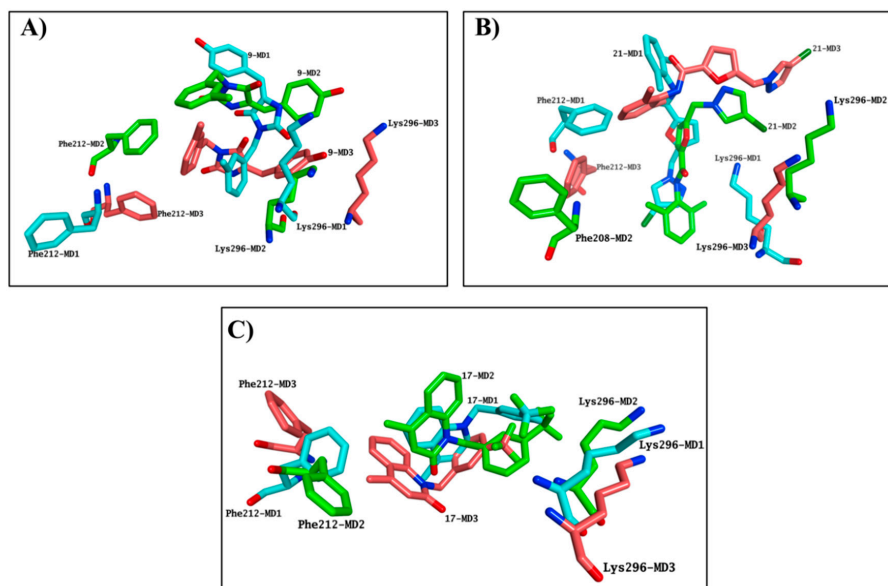 A)
9-MD1
9-MD2
Lys296-MD3
Phe212-MD2
9-MD3
Phe212-MD3
Lys296-MD1
Phe212-MD1
Lys296-MD2
B)
21-MD1
21-MD3
Lys296-MD2
Phe212-MD1
21-MD2
Phe212-MD3
Lys296-MD1
Phe208-MD2
Lys296-MD3
C)
17-MD2
Phe212-MD3
17-MD1
Lys296-MD2
Lys296-MD1
Phe212-MD1
17-MD3
Phe212-MD2
Lys296-MD3